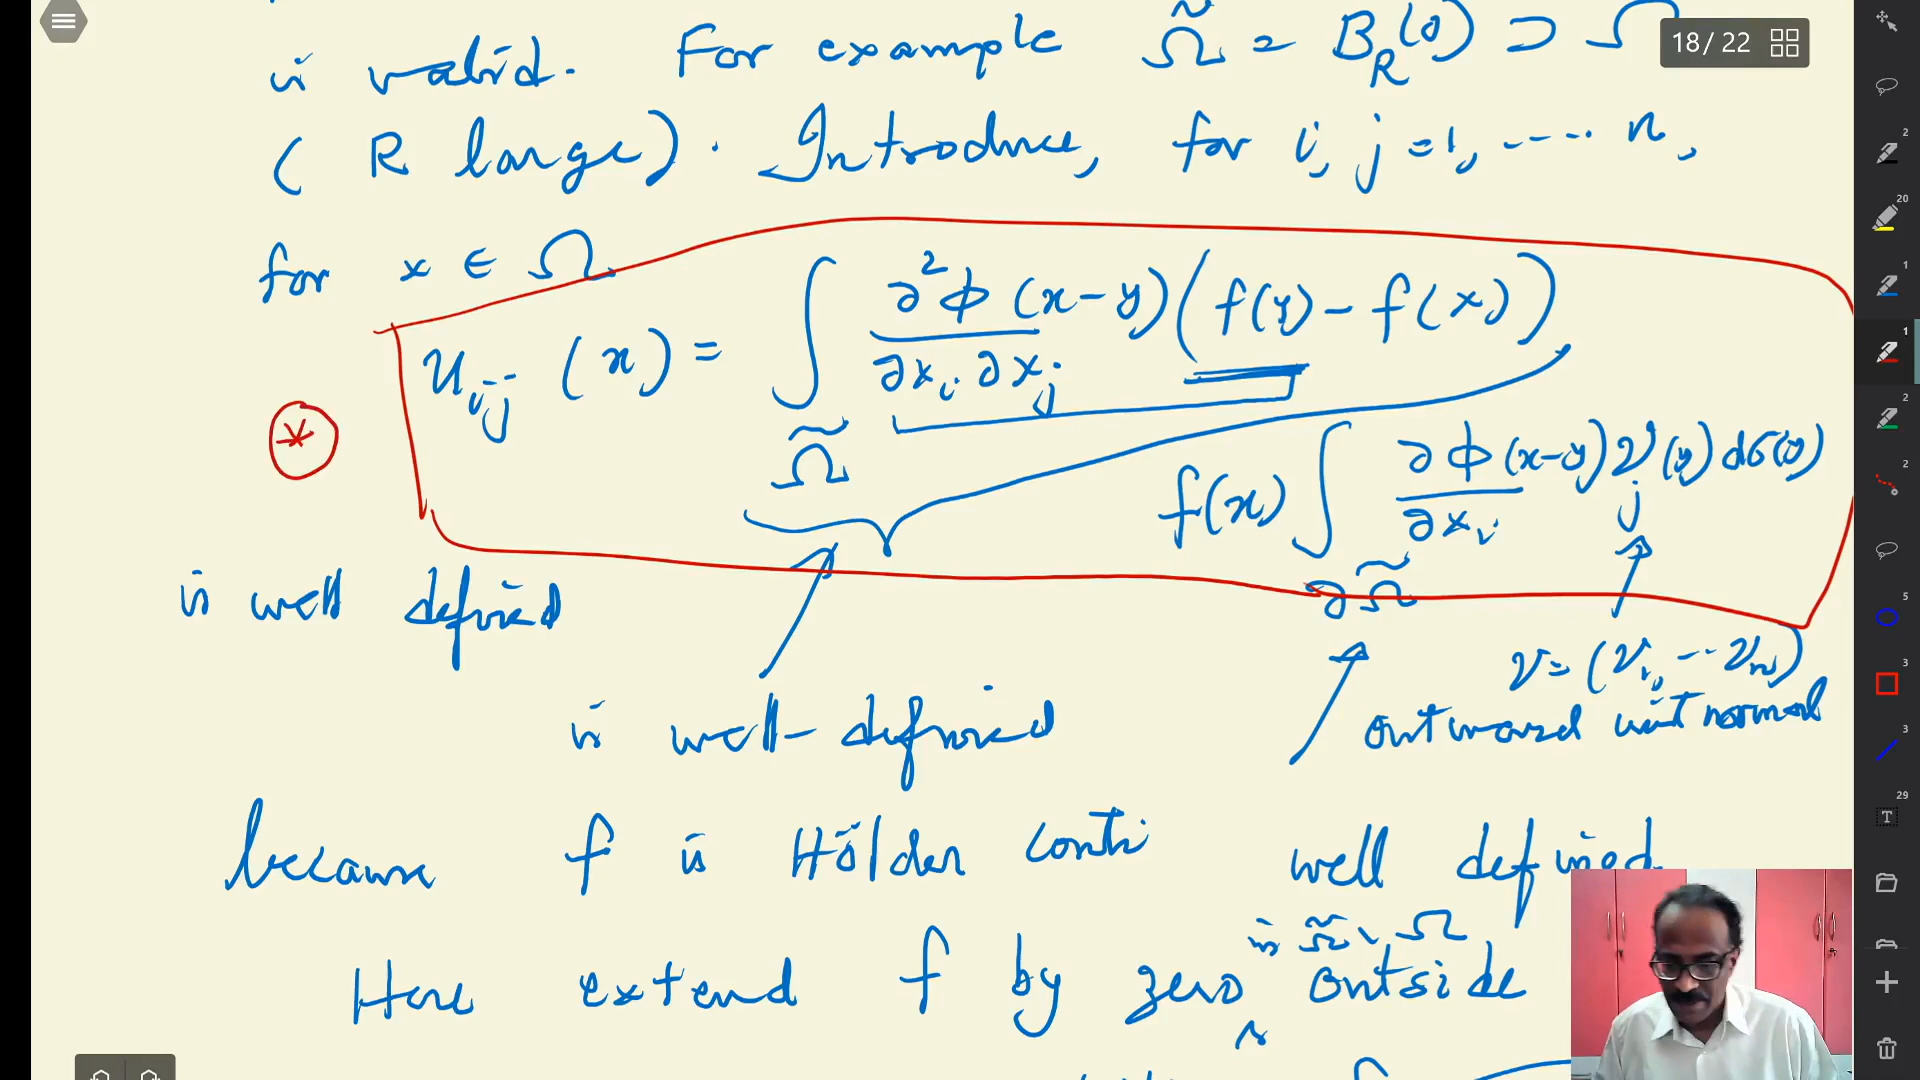 is valid. For example Ω̃ = B_R(0) ⊃ Ω
18/ 22
( R large ) . Introduce, for i, j = 1, ---- n,
for x ∈ Ω
u_ij (x) = ∫_Ω̃ ∂²ϕ/∂x_i ∂x_j (x-y) ( f(y) - f(x) )
*
f(x) ∫_∂Ω̃ ∂ϕ/∂x_i (x-y) ν_j (y) dσ(y)
is well defined
ν = (ν_1, -- ν_n)
outward unit normal
is well-defined
because f is Hölder conti
well defined
in Ω̃ \ Ω
Here extend f by zero outside